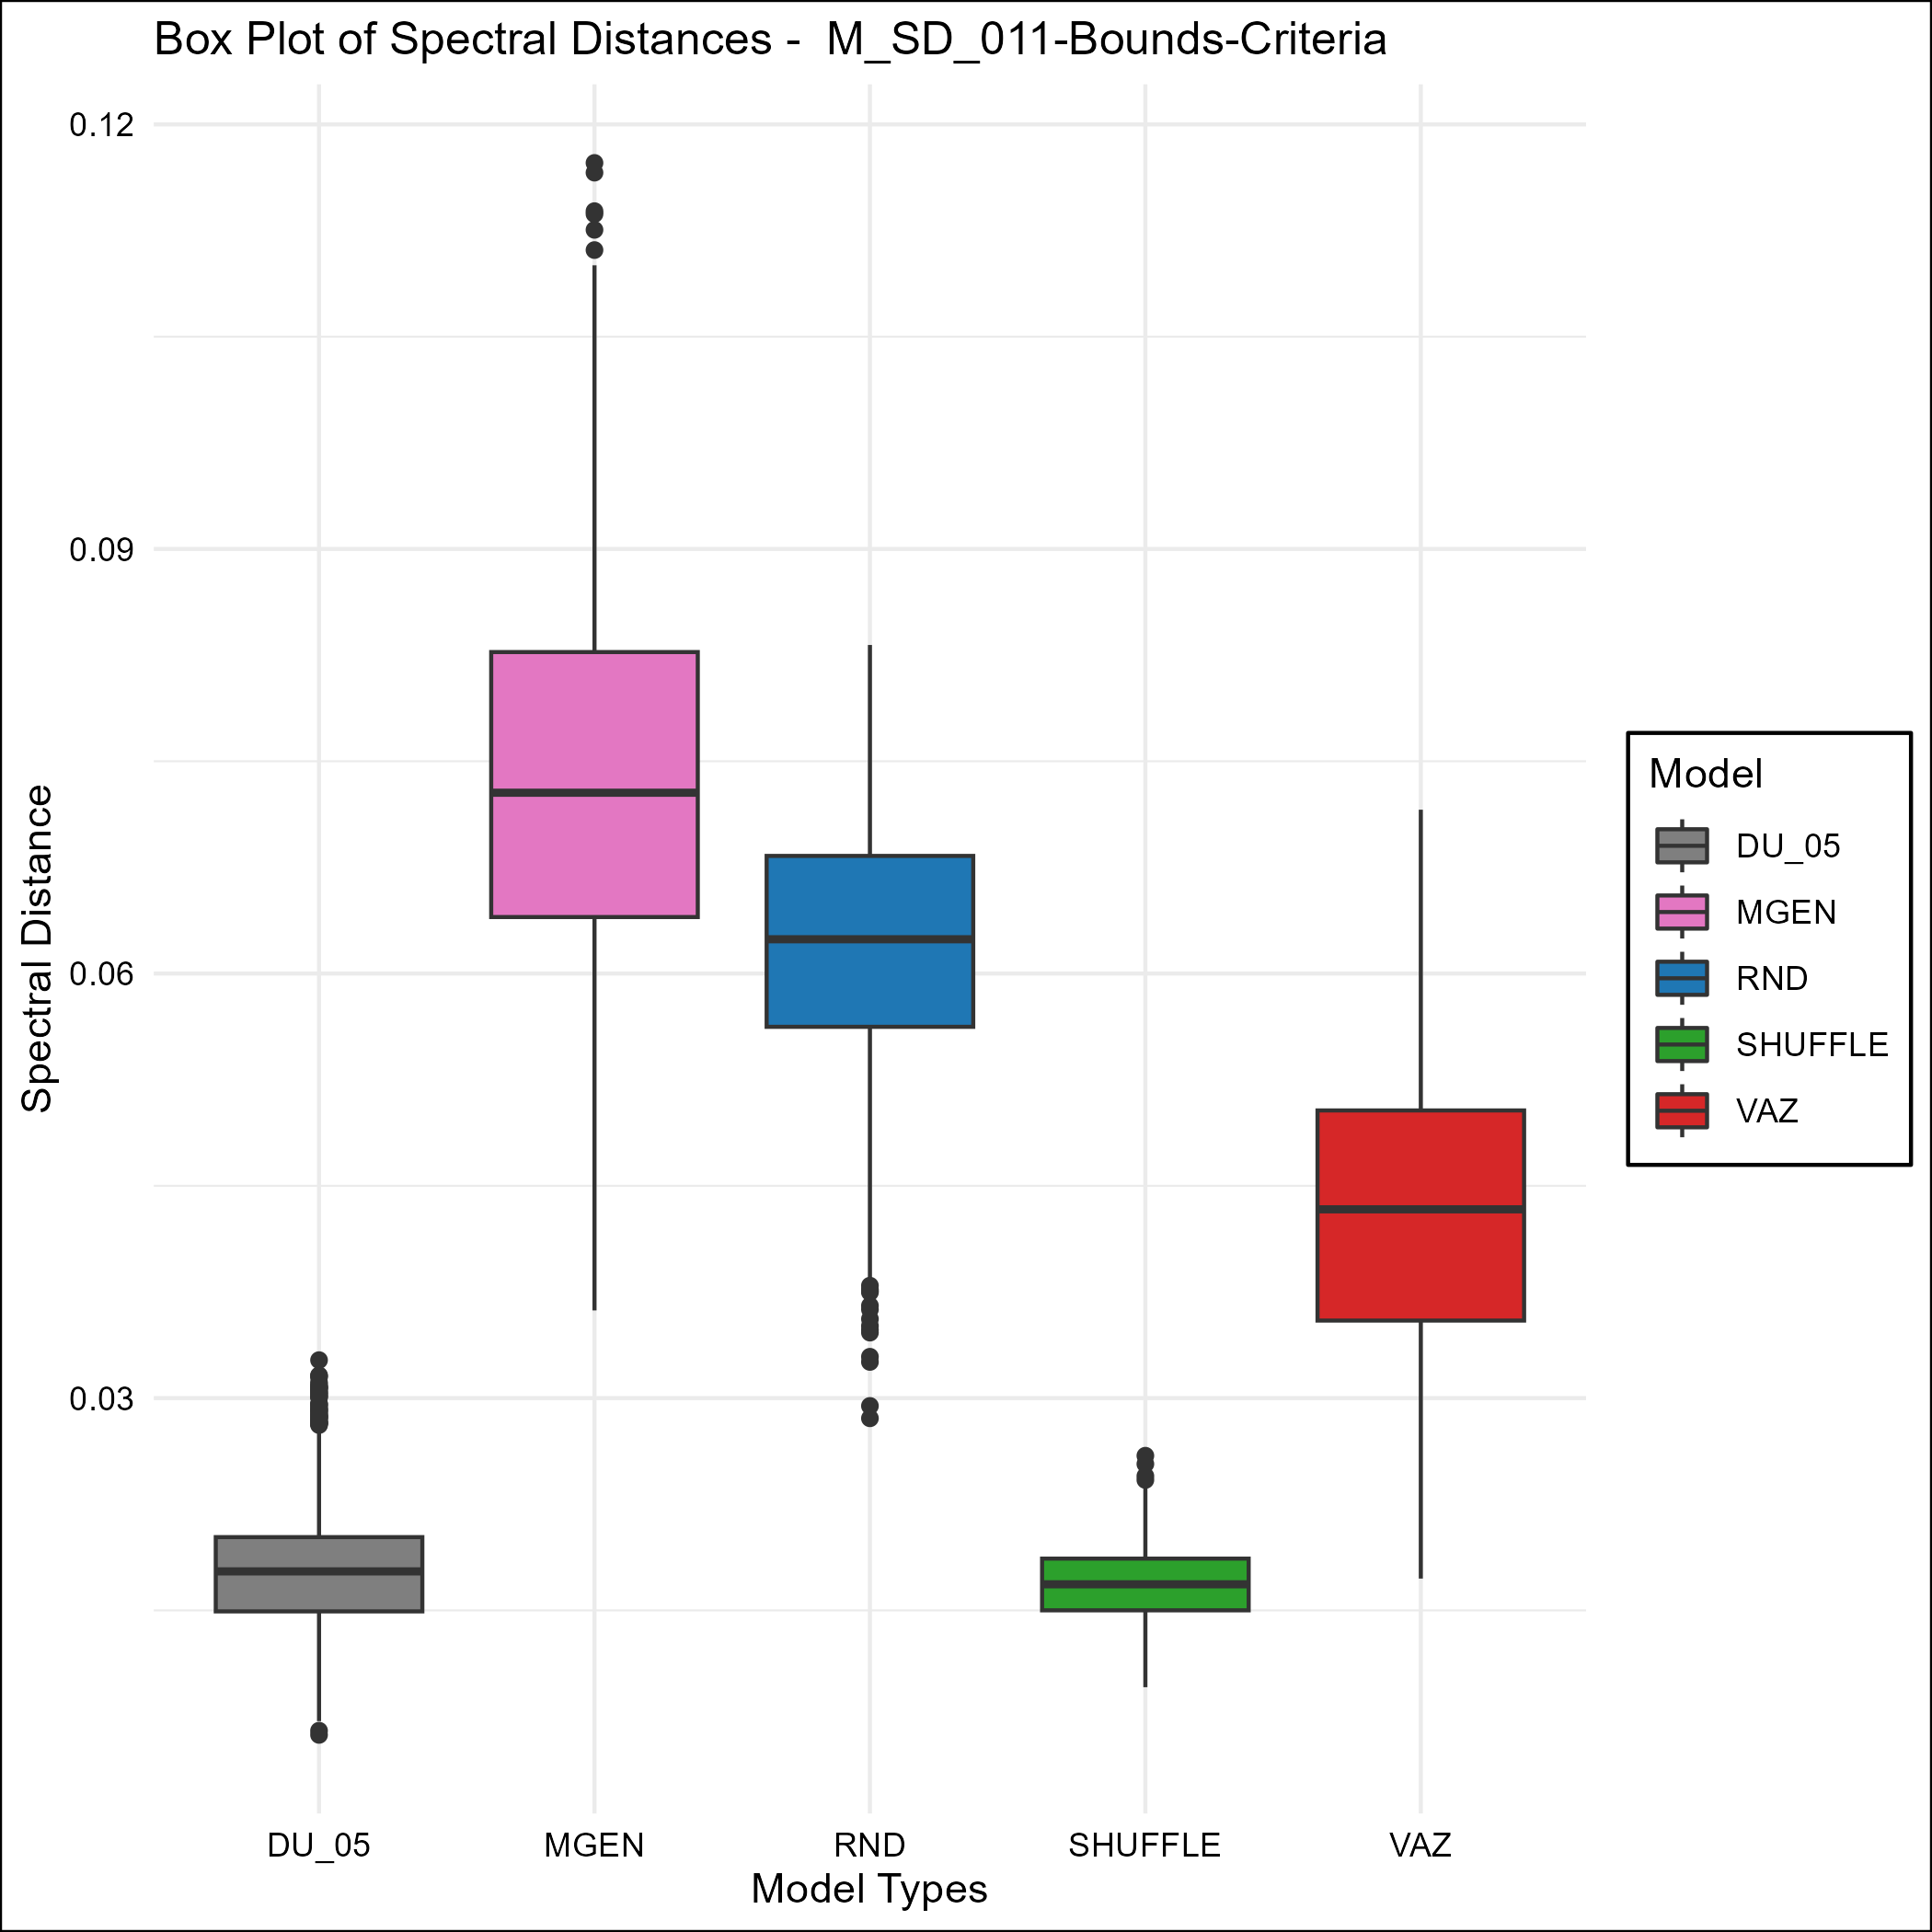 Box Plot of Spectral Distances -  M_SD_011-Bounds-Criteria
0.12
0.09
0.06
0.03
Spectral Distance
DU_05
MGEN
RND
SHUFFLE
VAZ
Model Types
Model
DU_05
MGEN
RND
SHUFFLE
VAZ